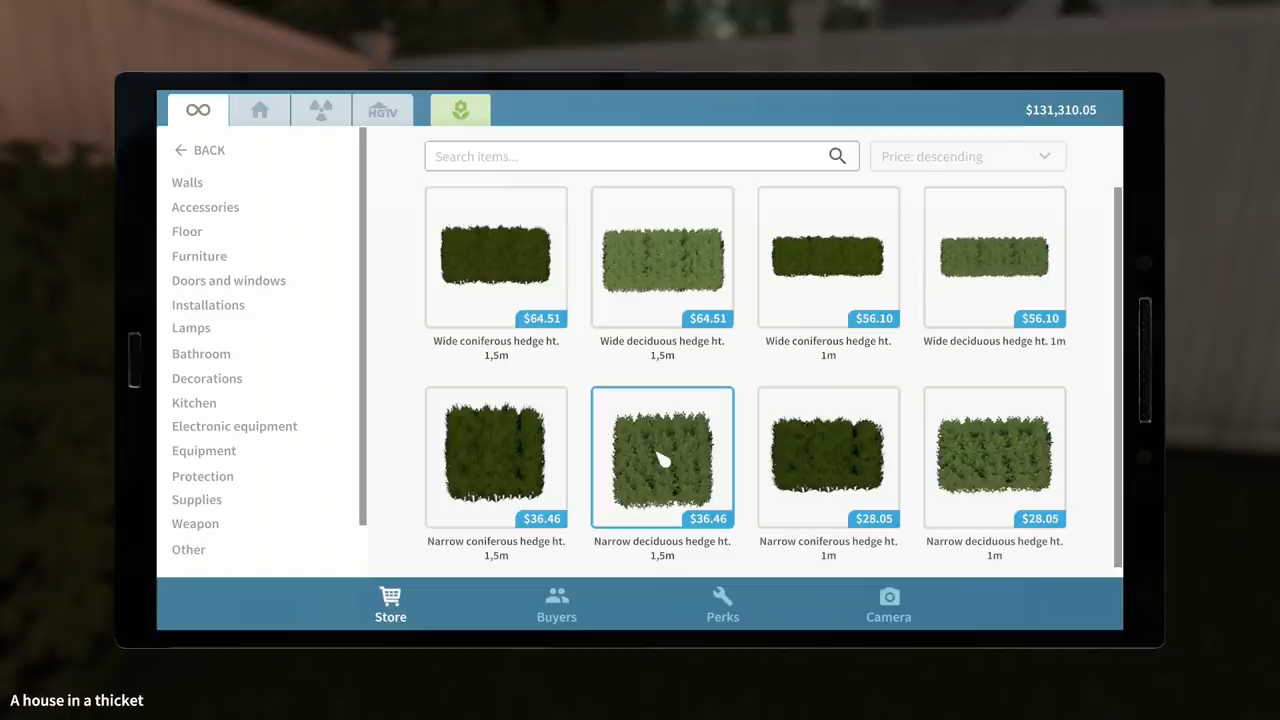 HGTV
$131,310.05
BACK
Walls
Accessories
Floor
Furniture
Doors and windows
Installations
Lamps
Bathroom
Decorations
Kitchen
Electronic equipment
Equipment
Protection
Supplies
Weapon
Other
Search items...
Price: descending
$64.51
$64.51
$56.10
$56.10
Wide coniferous hedge ht.
1,5m
Wide deciduous hedge ht.
1,5m
Wide coniferous hedge ht.
1m
Wide deciduous hedge ht. 1m
$36.46
$36.46
$28.05
$28.05
Narrow coniferous hedge ht.
1,5m
Narrow deciduous hedge ht.
1,5m
Narrow coniferous hedge ht.
1m
Narrow deciduous hedge ht.
1m
Store
Buyers
Perks
Camera
A house in a thicket